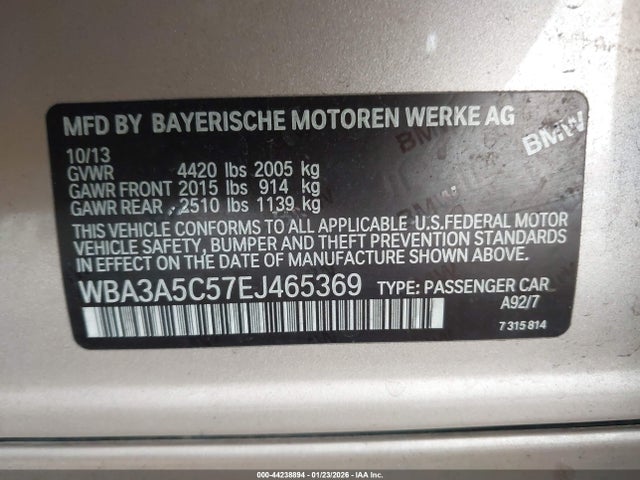 MFD BY BAYERISCHE MOTOREN WERKE AG
10/13
GVWR 4420 lbs 2005 kg
GAWR FRONT 2015 lbs 914 kg
GAWR REAR 2510 lbs 1139 kg
THIS VEHICLE CONFORMS TO ALL APPLICABLE U.S.FEDERAL MOTOR
VEHICLE SAFETY, BUMPER AND THEFT PREVENTION STANDARDS
IN EFFECT ON THE DATE OF MANUFACTURE SHOWN ABOVE.
WBA3A5C57EJ465369 TYPE: PASSENGER CAR
A92/7
7 315 814
BMW
BMW
000-44238894 - 01/23/2026 - IAA Inc.